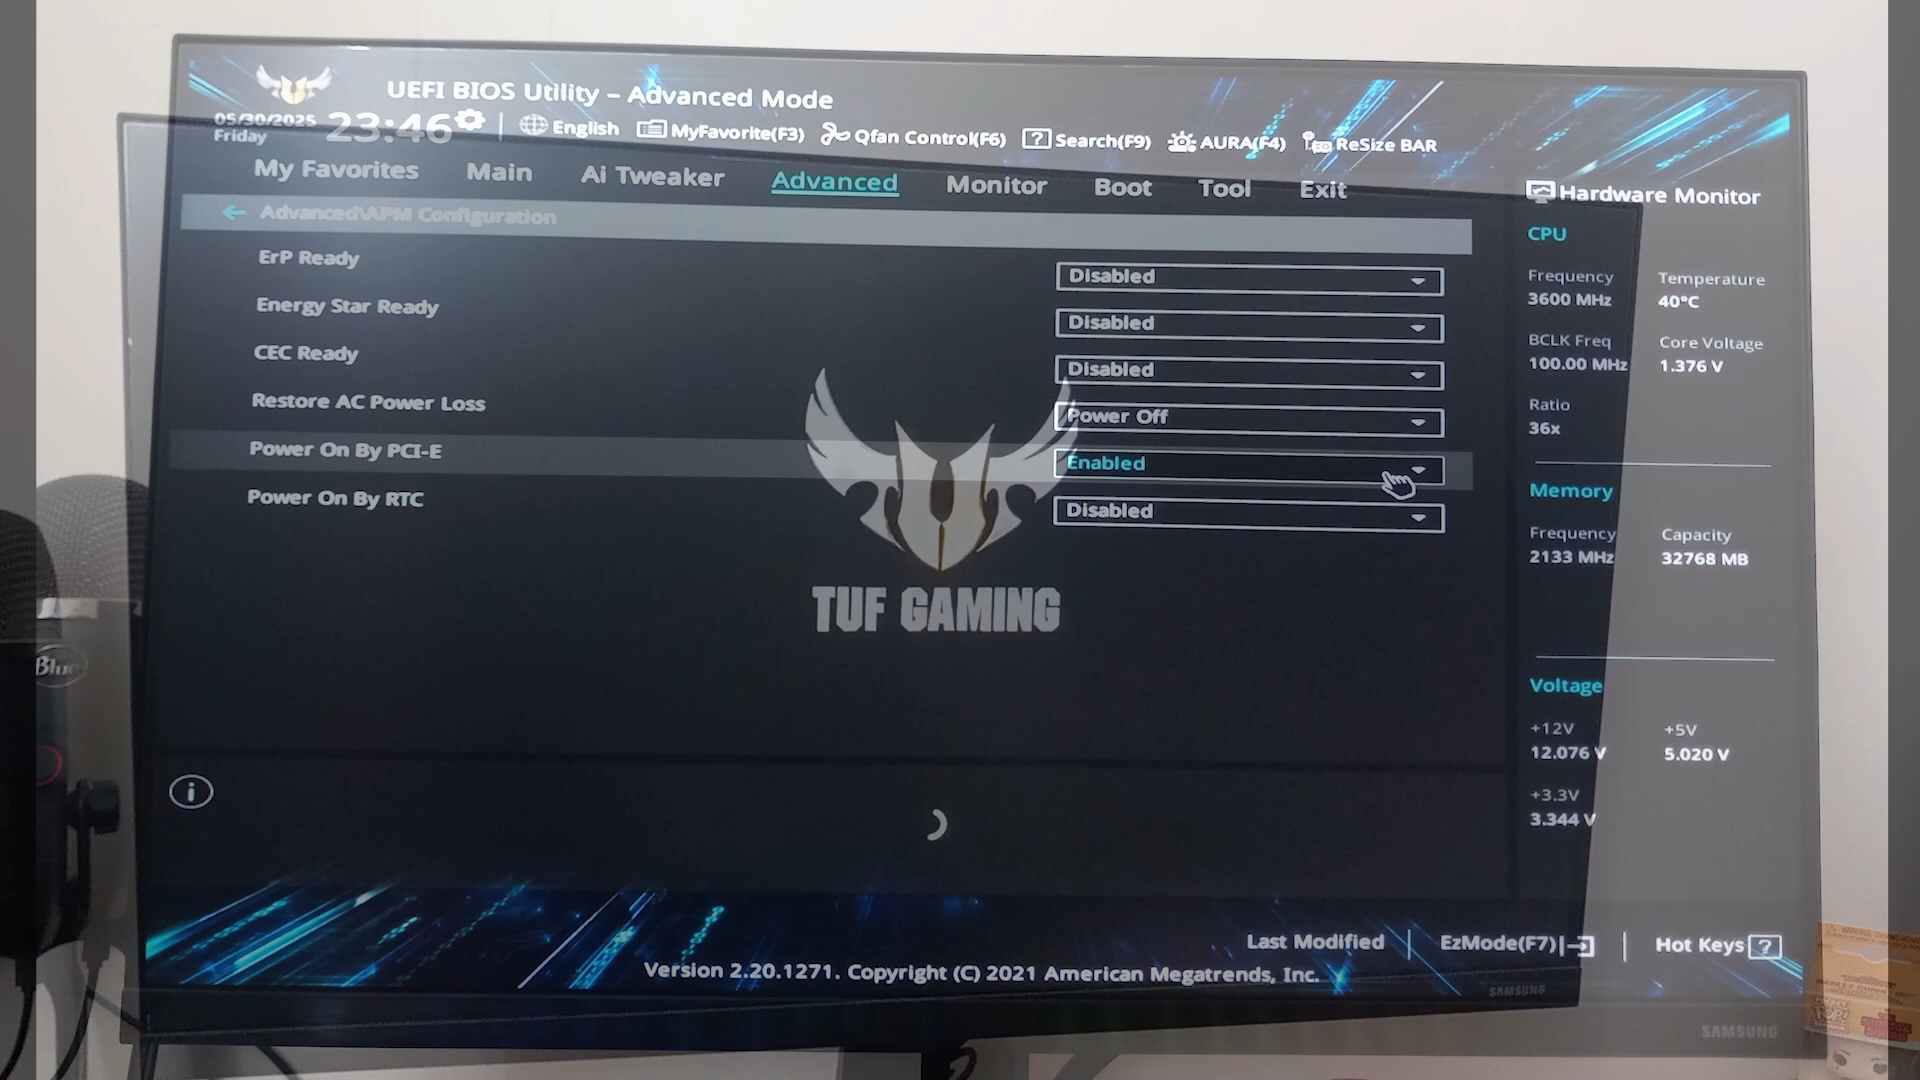 UEFI BIOS Utility – Advanced Mode
05/30/2025
Friday
23:46
English
MyFavorite(F3)
Qfan Control(F6)
Search(F9)
AURA(F4)
ReSize BAR
My Favorites
Main
Ai Tweaker
Advanced
Monitor
Boot
Tool
Exit
Hardware Monitor
Advanced\APM Configuration
ErP Ready
Disabled
Energy Star Ready
Disabled
CEC Ready
Disabled
Restore AC Power Loss
Power Off
Power On By PCI-E
Enabled
Power On By RTC
Disabled
TUF GAMING
CPU
Frequency
Temperature
3600 MHz
40°C
BCLK Freq
Core Voltage
100.00 MHz
1.376 V
Ratio
36x
Memory
Frequency
Capacity
2133 MHz
32768 MB
Voltage
+12V
+5V
12.076 V
5.020 V
+3.3V
3.344 V
Last Modified
EzMode(F7)
Hot Keys
Version 2.20.1271. Copyright (C) 2021 American Megatrends, Inc.
SAMSUNG
SAMSUNG
Blue